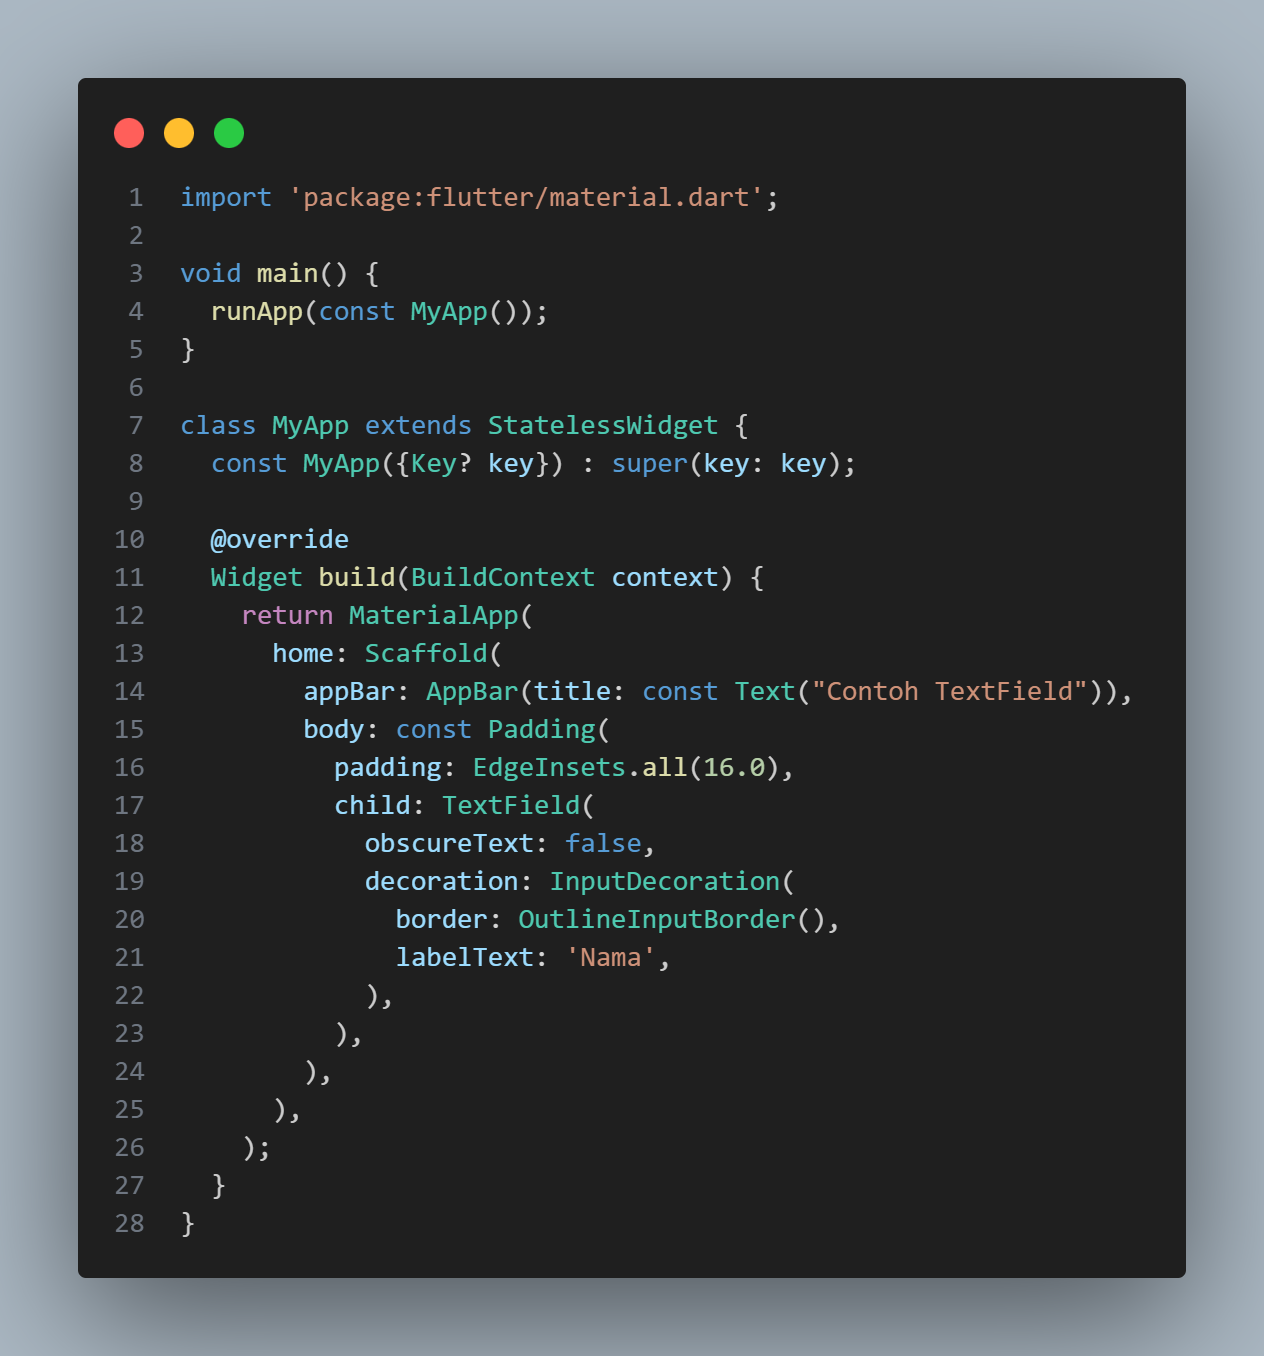 1 import 'package:flutter/material.dart';
2
3 void main() {
4   runApp(const MyApp());
5 }
6
7 class MyApp extends StatelessWidget {
8   const MyApp({Key? key}) : super(key: key);
9
10   @override
11   Widget build(BuildContext context) {
12     return MaterialApp(
13       home: Scaffold(
14         appBar: AppBar(title: const Text("Contoh TextField")),
15         body: const Padding(
16           padding: EdgeInsets.all(16.0),
17           child: TextField(
18             obscureText: false,
19             decoration: InputDecoration(
20               border: OutlineInputBorder(),
21               labelText: 'Nama',
22             ),
23           ),
24         ),
25       ),
26     );
27   }
28 }